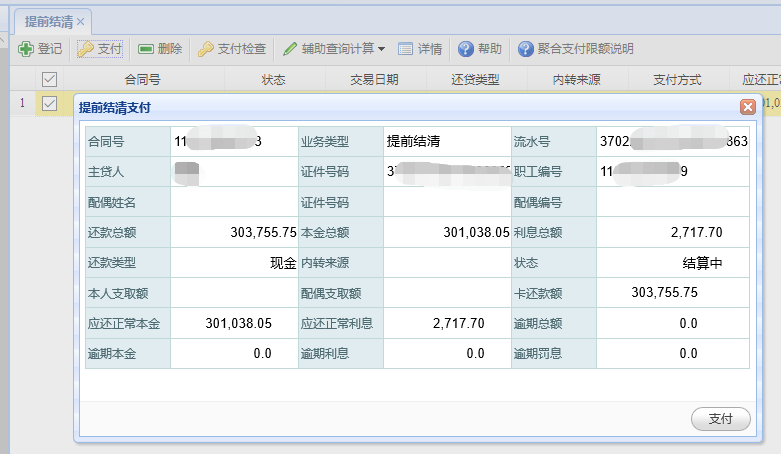 提前结清
登记 支付 删除 支付检查 辅助查询计算 详情 帮助 聚合支付限额说明
合同号 状态 交易日期 还贷类型 内转来源 支付方式 应还正常
1
提前结清支付
合同号 11 3 业务类型 提前结清 流水号 3702 863
主贷人 证件号码 37 职工编号 11 9
配偶姓名 证件号码 配偶编号
还款总额 303,755.75 本金总额 301,038.05 利息总额 2,717.70
还款类型 现金 内转来源 状态 结算中
本人支取额 配偶支取额 卡还款额 303,755.75
应还正常本金 301,038.05 应还正常利息 2,717.70 逾期总额 0.0
逾期本金 0.0 逾期利息 0.0 逾期罚息 0.0
支付